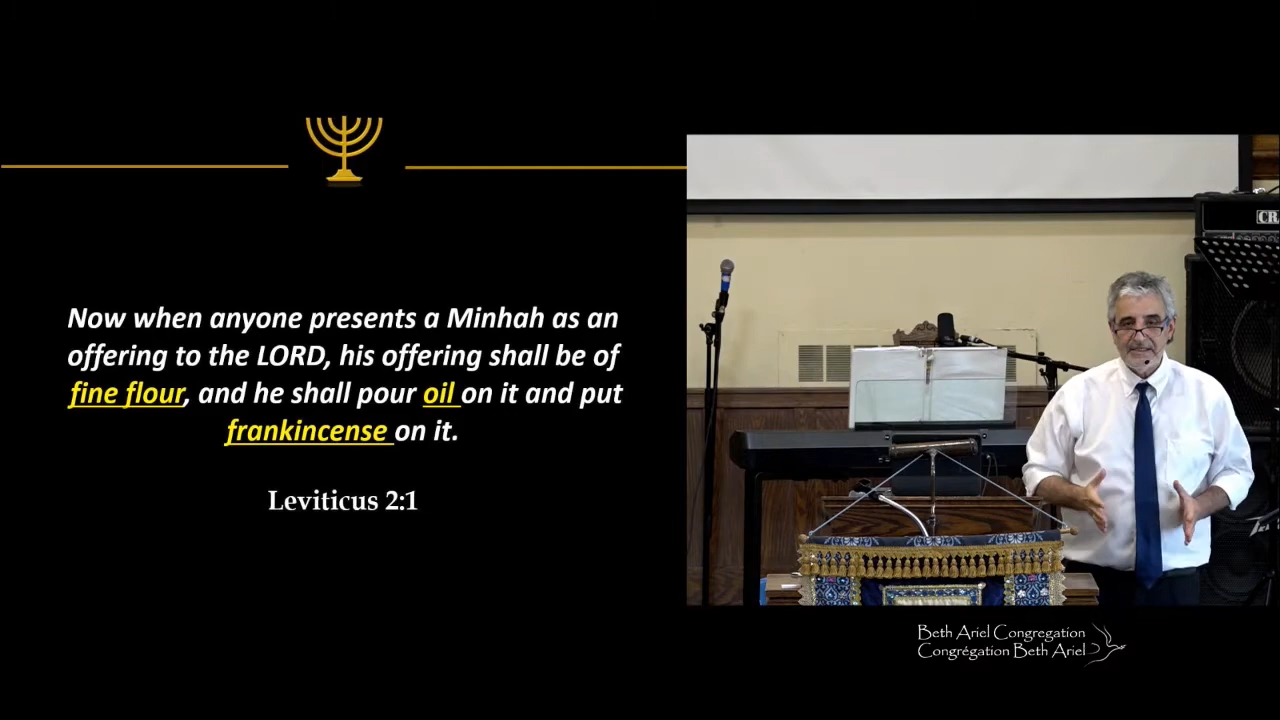 Now when anyone presents a Minhah as an
offering to the LORD, his offering shall be of
fine flour, and he shall pour oil on it and put
frankincense on it.
Leviticus 2:1
CRA
Beth Ariel Congregation
Congrégation Beth Ariel